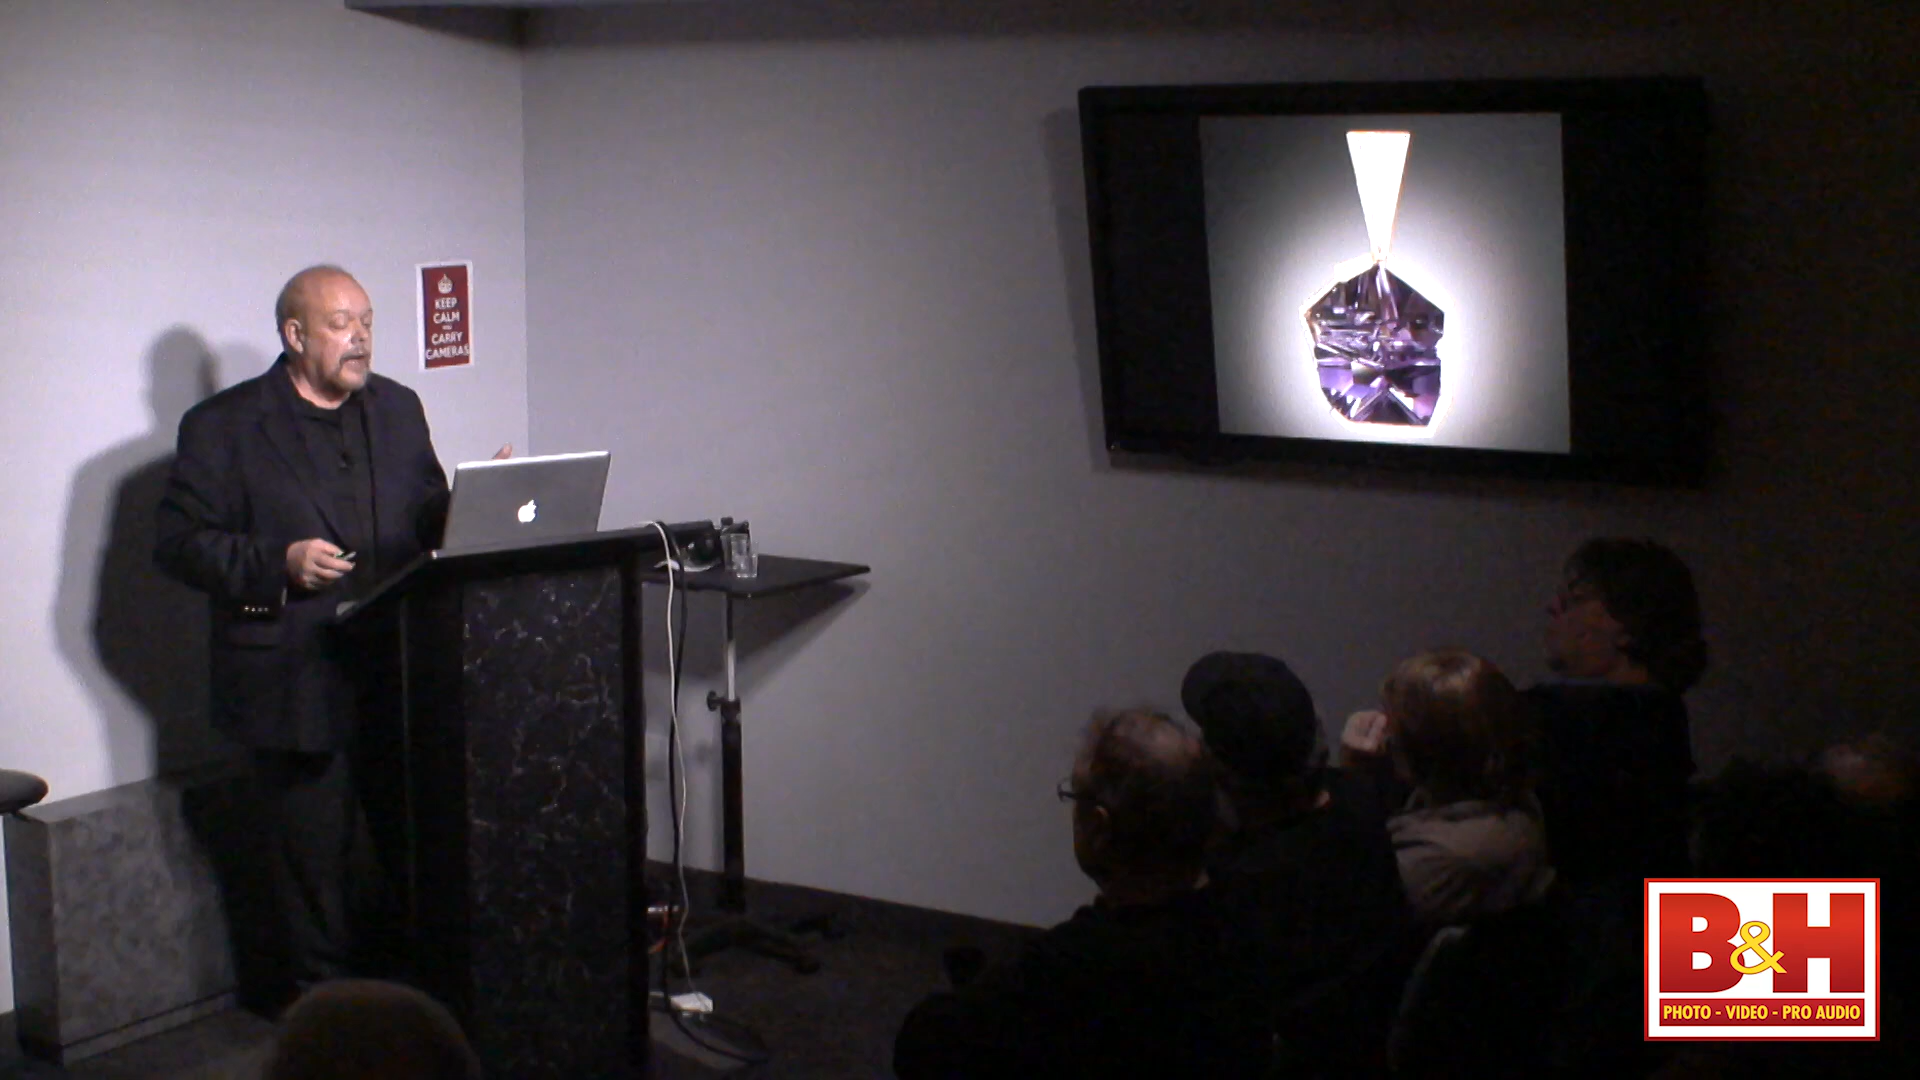 KEEP
CALM
AND
CARRY
CAMERAS
B&H
PHOTO - VIDEO - PRO AUDIO